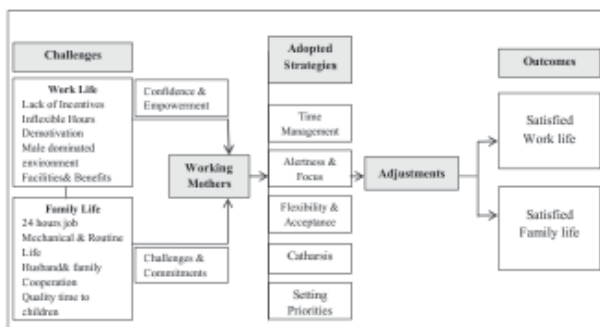 Challenges
Work Life
Lack of Incentives
Inflexible Hours
Demotivation
Male dominated
environment
Facilities& Benefits
Family Life
24 hours job
Mechanical & Routine
Life
Husband& family
Cooperation
Quality time to
children
Confidence &
Empowerment
Challenges &
Commitments
Working
Mothers
Adopted
Strategies
Time
Management
Alertness &
Focus
Flexibility &
Acceptance
Catharsis
Setting
Priorities
Adjustments
Outcomes
Satisfied
Work life
Satisfied
Family life